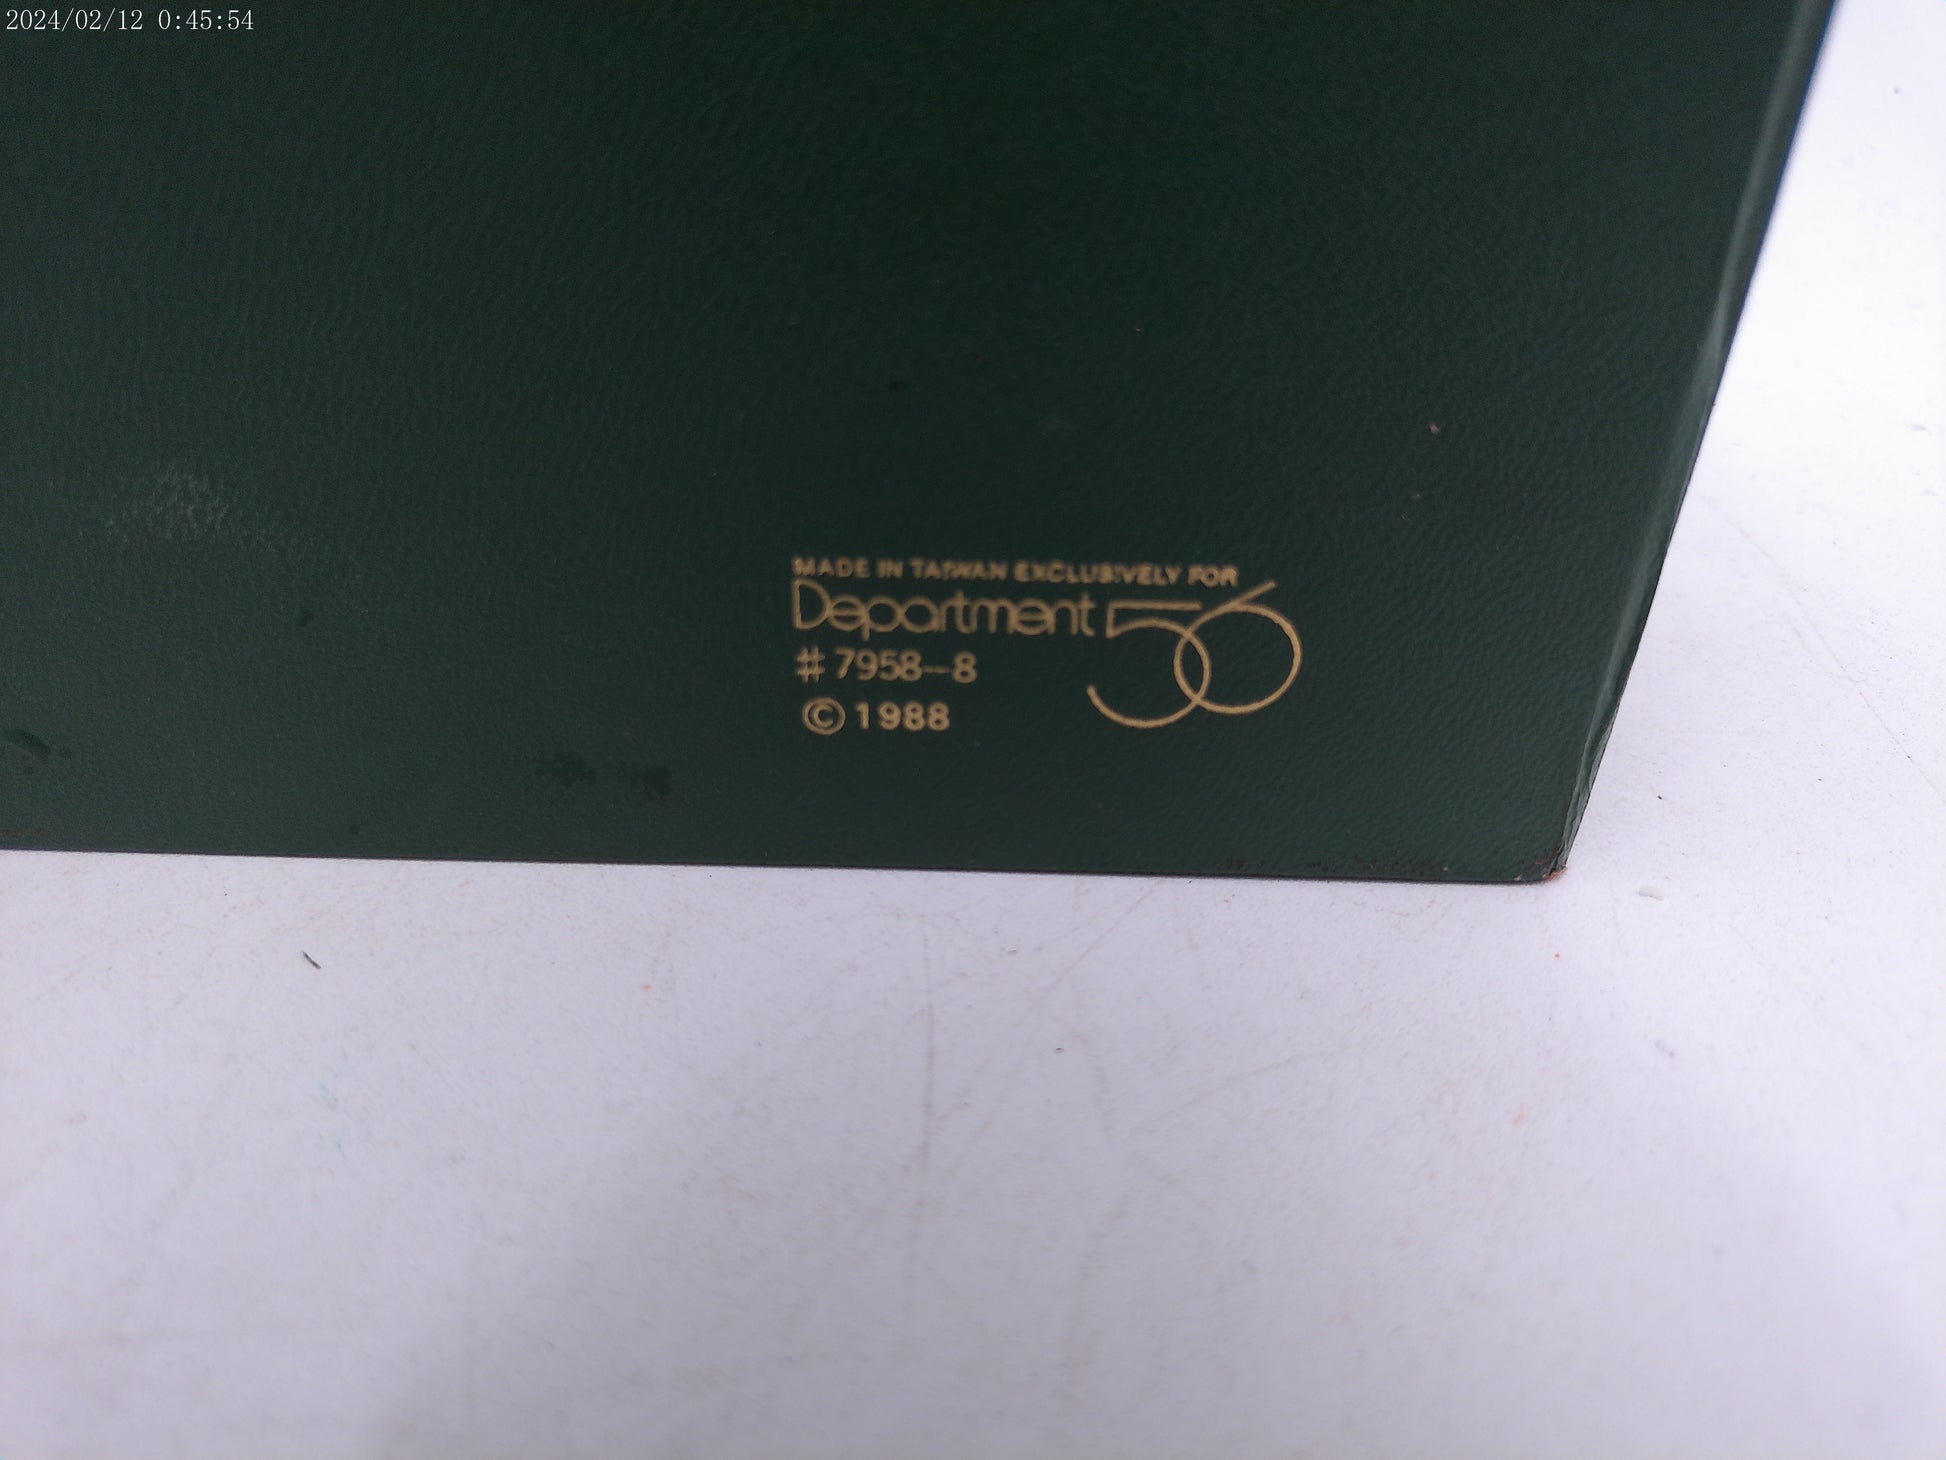 2024/02/12 0:45:54
MADE IN TAIWAN EXCLUSIVELY FOR
Department 56
# 7958-8
© 1988